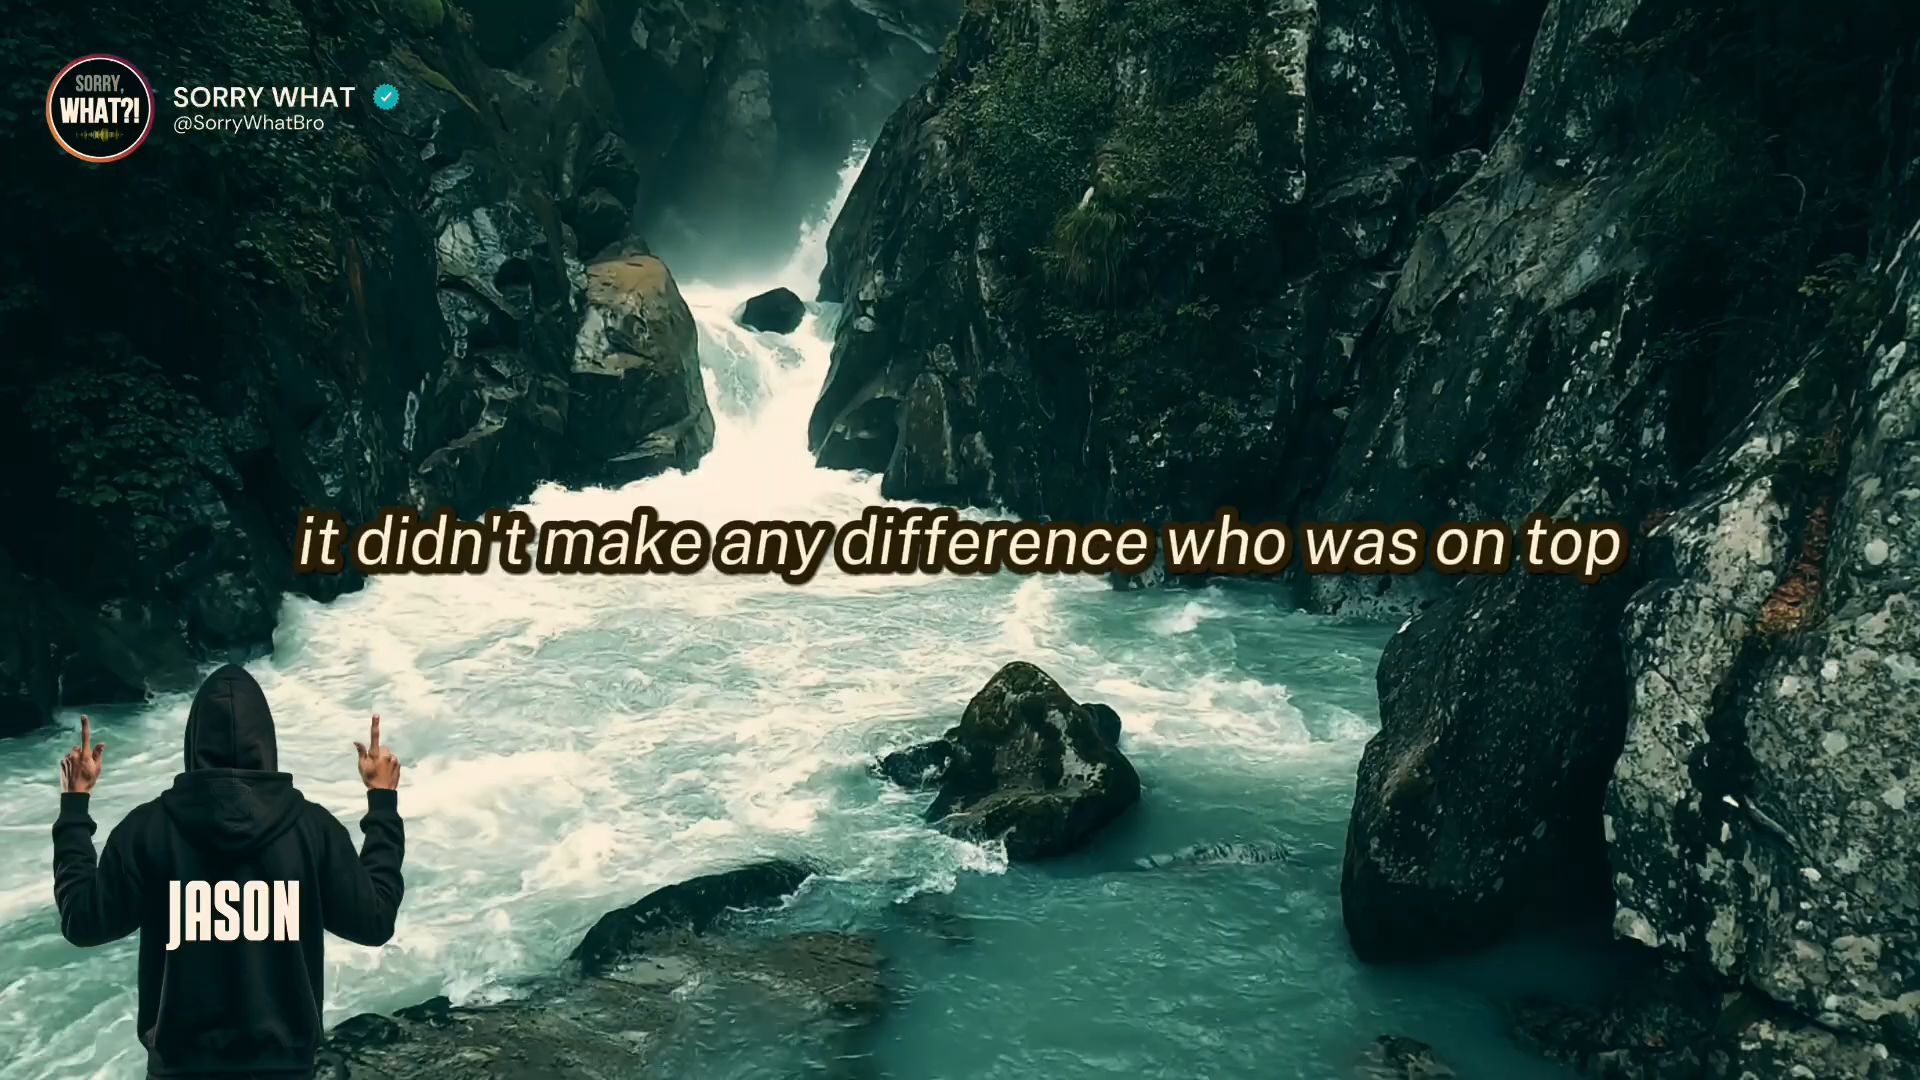 SORRY,
WHAT?!
SORRY WHAT
@SorryWhatBro
it didn't make any difference who was on top
JASON